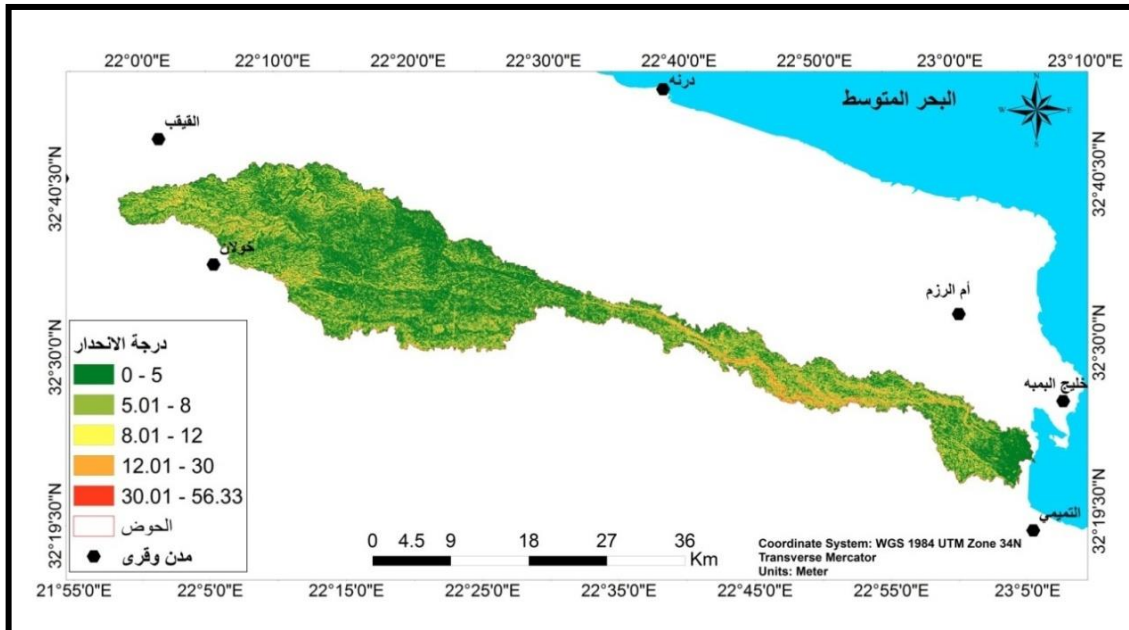 22°0'0"E
22°10'0"E
22°20'0"E
22°30'0"E
22°40'0"E
22°50'0"E
23°0'0"E
23°10'0"E
درنه
البحر المتوسط
N
W
E
S
القيقب
32°40'30"N
32°40'30"N
خولان
أم الرزم
32°30'0"N
32°30'0"N
درجة الانحدار
0 - 5
5.01 - 8
8.01 - 12
12.01 - 30
30.01 - 56.33
الحوض
مدن وقرى
خليج البمبه
التميمي
32°19'30"N
32°19'30"N
0 4.5 9 18 27 36
Km
Coordinate System: WGS 1984 UTM Zone 34N
Transverse Mercator
Units: Meter
21°55'0"E
22°5'0"E
22°15'0"E
22°25'0"E
22°35'0"E
22°45'0"E
22°55'0"E
23°5'0"E